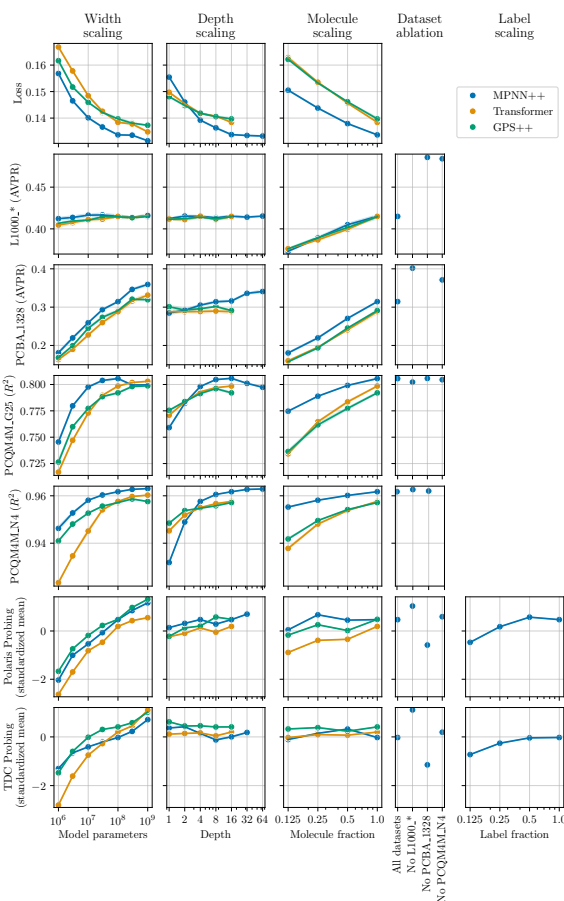 Width
scaling
Depth
scaling
Molecule
scaling
Dataset
ablation
Label
scaling
Loss
0.16
0.15
0.14
MPNN++
Transformer
GPS++
L1000_* (AVPR)
0.45
0.40
PCBA_1328 (AVPR)
0.4
0.3
0.2
PCQM4M_G25 (R²)
0.800
0.775
0.750
0.725
PCQM4M_N4 (R²)
0.96
0.94
Polaris Probing
(standardized mean)
0
−2
TDC Probing
(standardized mean)
0
−2
10⁶ 10⁷ 10⁸ 10⁹
Model parameters
1 2 4 8 16 32 64
Depth
0.125 0.25 0.5 1.0
Molecule fraction
All datasets
No L1000_*
No PCBA_1328
No PCQM4M_N4
0.125 0.25 0.5 1.0
Label fraction